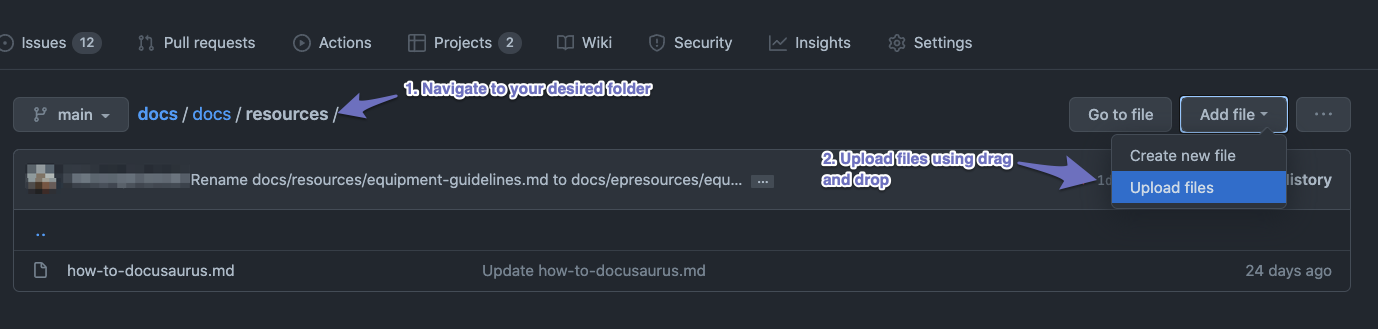 Issues 12 Pull requests Actions Projects 2 Wiki Security Insights Settings
1. Navigate to your desired folder
main docs / docs / resources / Go to file Add file ...
Create new file
2. Upload files using drag
and drop
Rename docs/resources/equipment-guidelines.md to docs/epresources/equ... ...
Upload files
..
how-to-docusaurus.md Update how-to-docusaurus.md 24 days ago